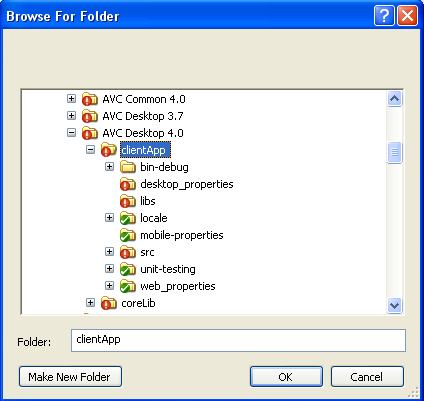 Browse For Folder
AVC Common 4.0
AVC Desktop 3.7
AVC Desktop 4.0
clientApp
bin-debug
desktop_properties
libs
locale
mobile-properties
src
unit-testing
web_properties
coreLib
Folder: clientApp
Make New Folder OK Cancel